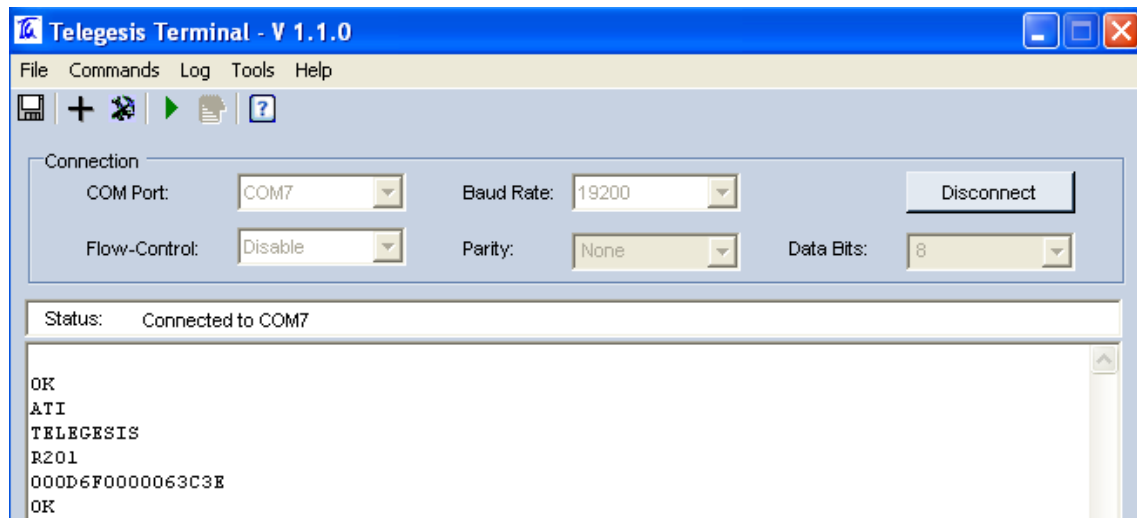 Telegesis Terminal - V 1.1.0
File Commands Log Tools Help
Connection
COM Port: COM7 Baud Rate: 19200 Disconnect
Flow-Control: Disable Parity: None Data Bits: 8
Status: Connected to COM7
OK
ATI
TELEGESIS
R201
000D6F0000063C3E
OK